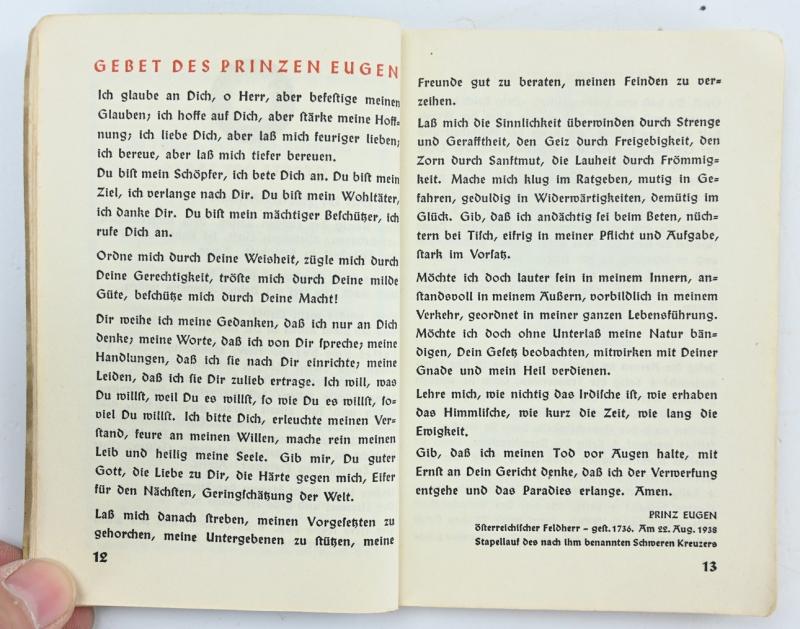 GEBET DES PRINZEN EUGEN
Ich glaube an Dich, o Herr, aber befestige meinen
Glauben; ich hoffe auf Dich, aber stärke meine Hoff-
nung; ich liebe Dich, aber laß mich feuriger lieben;
ich bereue, aber laß mich tiefer bereuen.
Du bist mein Schöpfer, ich bete Dich an. Du bist mein
Ziel, ich verlange nach Dir. Du bist mein Wohltäter,
ich danke Dir. Du bist mein mächtiger Beschützer, ich
rufe Dich an.
Ordne mich durch Deine Weisheit, zügle mich durch
Deine Gerechtigkeit, tröste mich durch Deine milde
Güte, beschütze mich durch Deine Macht!
Dir weihe ich meine Gedanken, daß ich nur an Dich
denke; meine Worte, daß ich von Dir spreche; meine
Handlungen, daß ich sie nach Dir einrichte; meine
Leiden, daß ich sie Dir zulieb ertrage. Ich will, was
Du willst, weil Du es willst, so wie Du es willst, so-
viel Du willst. Ich bitte Dich, erleuchte meinen Ver-
stand, feure an meinen Willen, mache rein meinen
Leib und heilig meine Seele. Gib mir, Du guter
Gott, die Liebe zu Dir, die Härte gegen mich, Eifer
für den Nächsten, Geringschätzung der Welt.
Laß mich danach streben, meinen Vorgesetzten zu
gehorchen, meine Untergebenen zu stützen, meine
12
Freunde gut zu beraten, meinen Feinden zu ver-
zeihen.
Laß mich die Sinnlichkeit überwinden durch Strenge
und Gerafftheit, den Geiz durch Freigebigkeit, den
Zorn durch Sanftmut, die Lauheit durch Frömmig-
keit. Mache mich klug im Ratgeben, mutig in Ge-
fahren, geduldig in Widerwärtigkeiten, demütig im
Glück. Gib, daß ich andächtig sei beim Beten, nüch-
tern bei Tisch, eifrig in meiner Pflicht und Aufgabe,
stark im Vorsatz.
Möchte ich doch lauter sein in meinem Innern, an-
standsvoll in meinem Äußern, vorbildlich in meinem
Verkehr, geordnet in meiner ganzen Lebensführung.
Möchte ich doch ohne Unterlaß meine Natur bän-
digen, Dein Gesetz beobachten, mitwirken mit Deiner
Gnade und mein Heil verdienen.
Lehre mich, wie nichtig das Irdische ist, wie erhaben
das Himmlische, wie kurz die Zeit, wie lang die
Ewigkeit.
Gib, daß ich meinen Tod vor Augen halte, mit
Ernst an Dein Gericht denke, daß ich der Verwerfung
entgehe und das Paradies erlange. Amen.
PRINZ EUGEN
österreichischer Feldherr – gest. 1736. Am 22. Aug. 1938
Stapellauf des nach ihm benannten Schweren Kreuzers
13